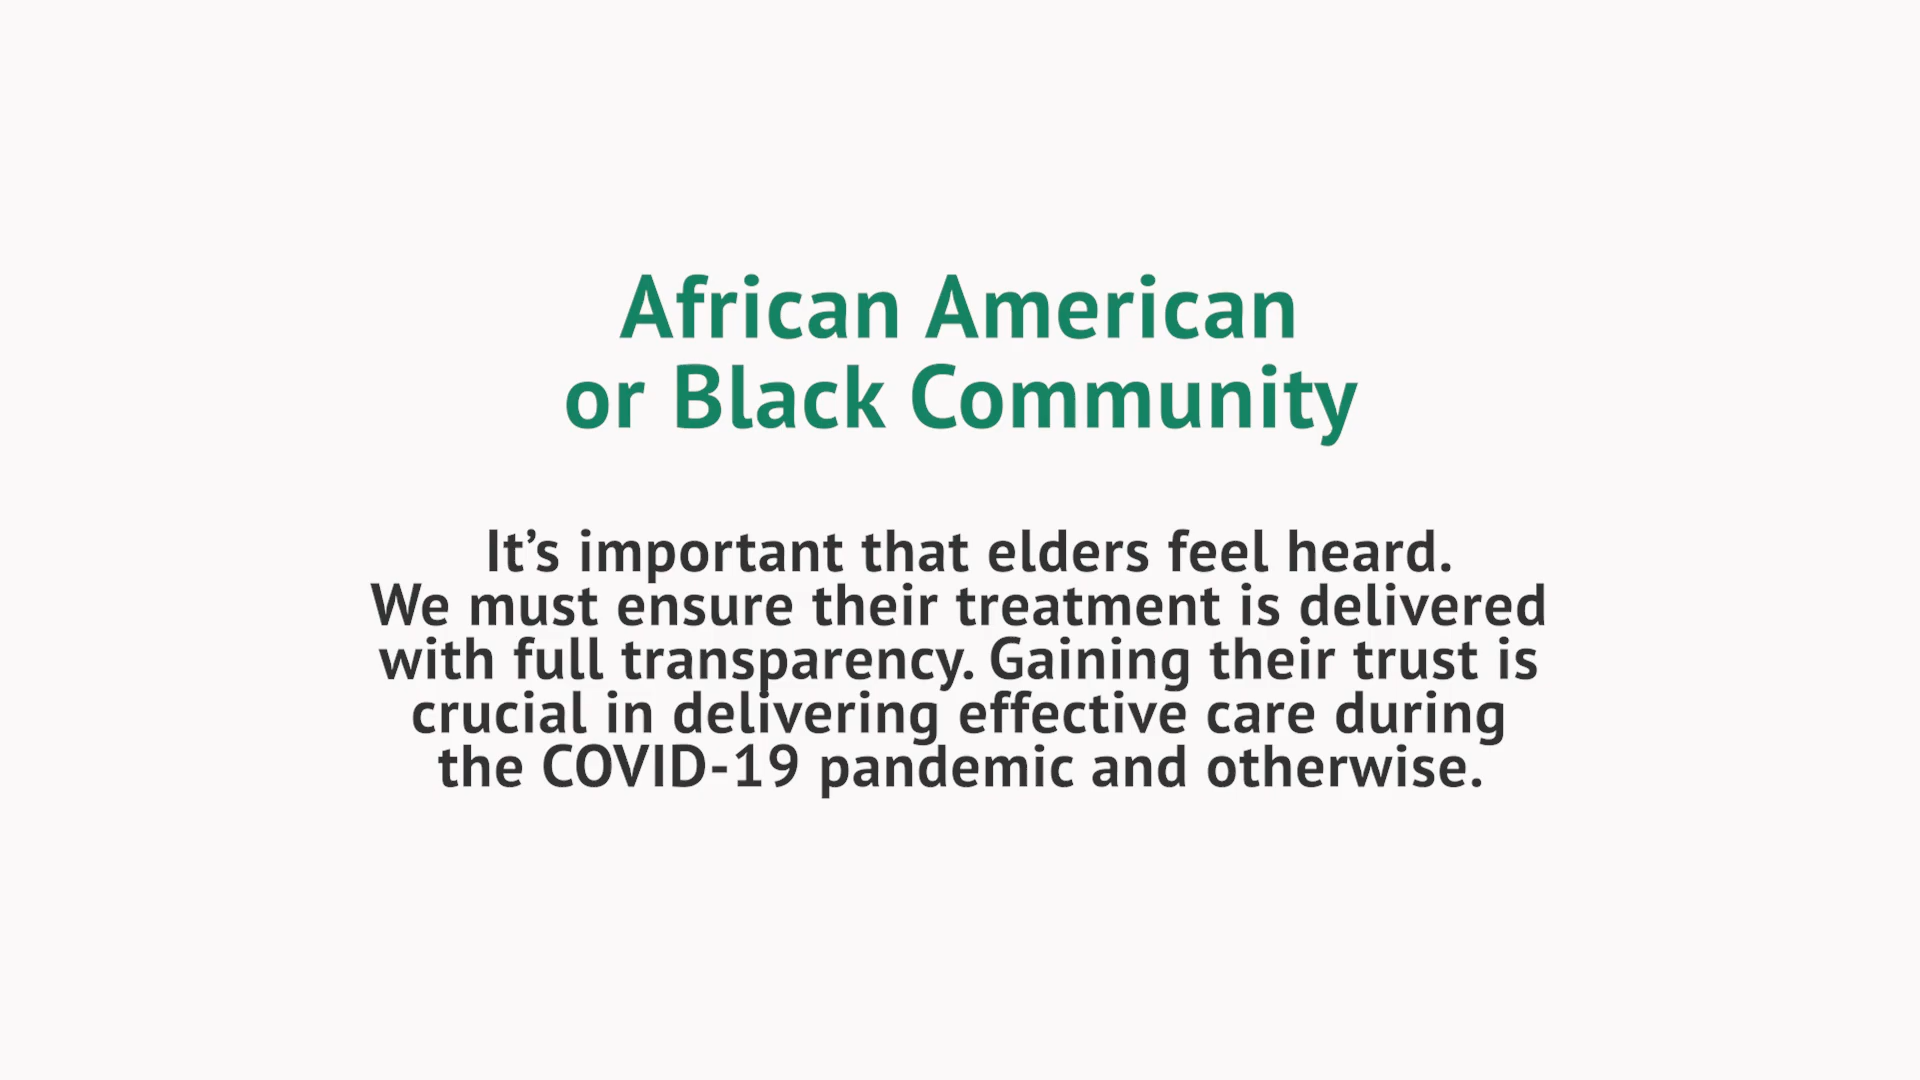 African American
or Black Community
It’s important that elders feel heard.
We must ensure their treatment is delivered
with full transparency. Gaining their trust is
crucial in delivering effective care during
the COVID-19 pandemic and otherwise.